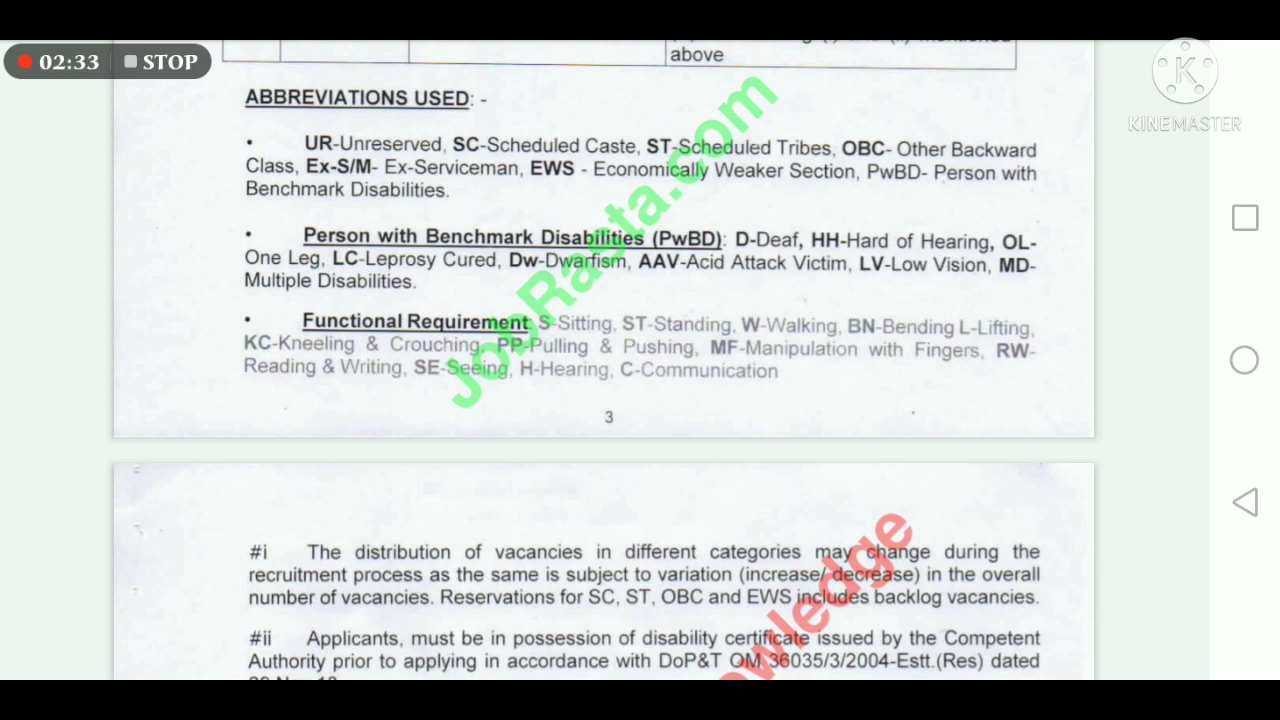 02:33 STOP
KINEMASTER
above
ABBREVIATIONS USED: -
• UR-Unreserved, SC-Scheduled Caste, ST-Scheduled Tribes, OBC- Other Backward
Class, Ex-S/M- Ex-Serviceman, EWS - Economically Weaker Section, PwBD- Person with
Benchmark Disabilities.
• Person with Benchmark Disabilities (PwBD): D-Deaf, HH-Hard of Hearing, OL-
One Leg, LC-Leprosy Cured, Dw-Dwarfism, AAV-Acid Attack Victim, LV-Low Vision, MD-
Multiple Disabilities.
• Functional Requirement: S-Sitting, ST-Standing, W-Walking, BN-Bending L-Lifting,
KC-Kneeling & Crouching, PP-Pulling & Pushing, MF-Manipulation with Fingers, RW-
Reading & Writing, SE-Seeing, H-Hearing, C-Communication
JobRasta.com
3
#i The distribution of vacancies in different categories may change during the
recruitment process as the same is subject to variation (increase/ decrease) in the overall
number of vacancies. Reservations for SC, ST, OBC and EWS includes backlog vacancies.
#ii Applicants, must be in possession of disability certificate issued by the Competent
Authority prior to applying in accordance with DoP&T OM 36035/3/2004-Estt.(Res) dated
owledge